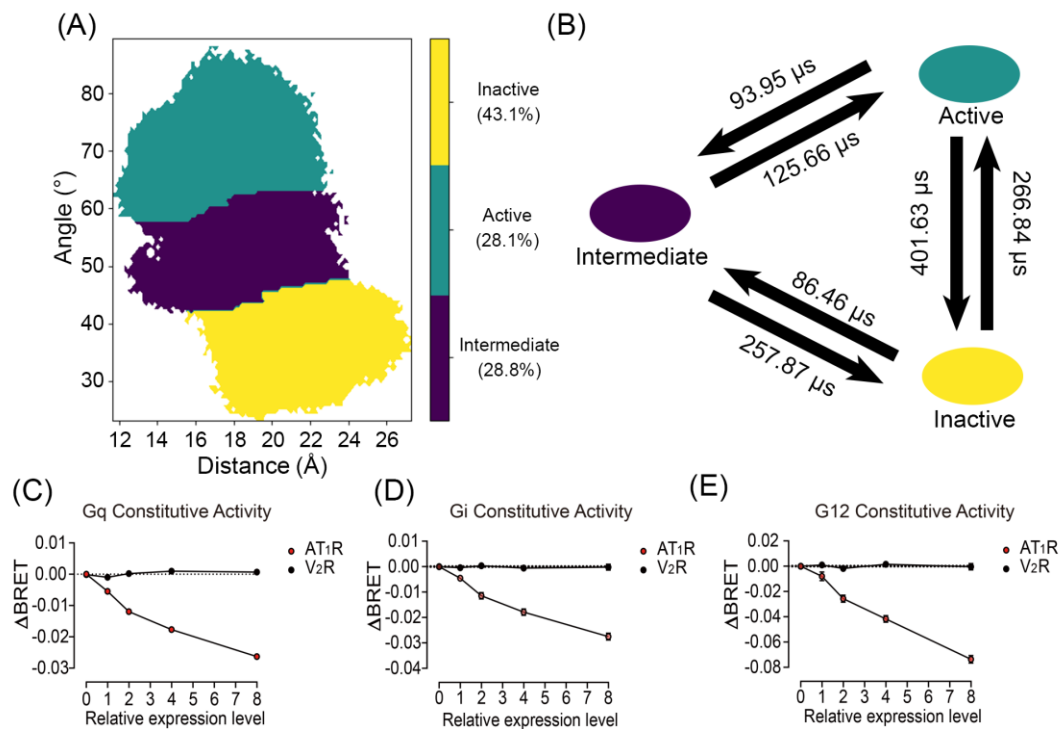 (A)
80
70
60
50
40
30
Angle (°)
12 14 16 18 20 22 24 26
Distance (Å)
Inactive
(43.1%)
Active
(28.1%)
Intermediate
(28.8%)
(B)
93.95 µs
125.66 µs
Active
Intermediate
401.63 µs
266.84 µs
86.46 µs
257.87 µs
Inactive
(C)
Gq Constitutive Activity
0.01
0.00
-0.01
-0.02
-0.03
ΔBRET
0 1 2 3 4 5 6 7 8
Relative expression level
AT1R
V2R
(D)
Gi Constitutive Activity
0.01
0.00
-0.01
-0.02
-0.03
-0.04
ΔBRET
0 1 2 3 4 5 6 7 8
Relative expression level
AT1R
V2R
(E)
G12 Constitutive Activity
0.02
0.00
-0.02
-0.04
-0.06
-0.08
ΔBRET
0 1 2 3 4 5 6 7 8
Relative expression level
AT1R
V2R